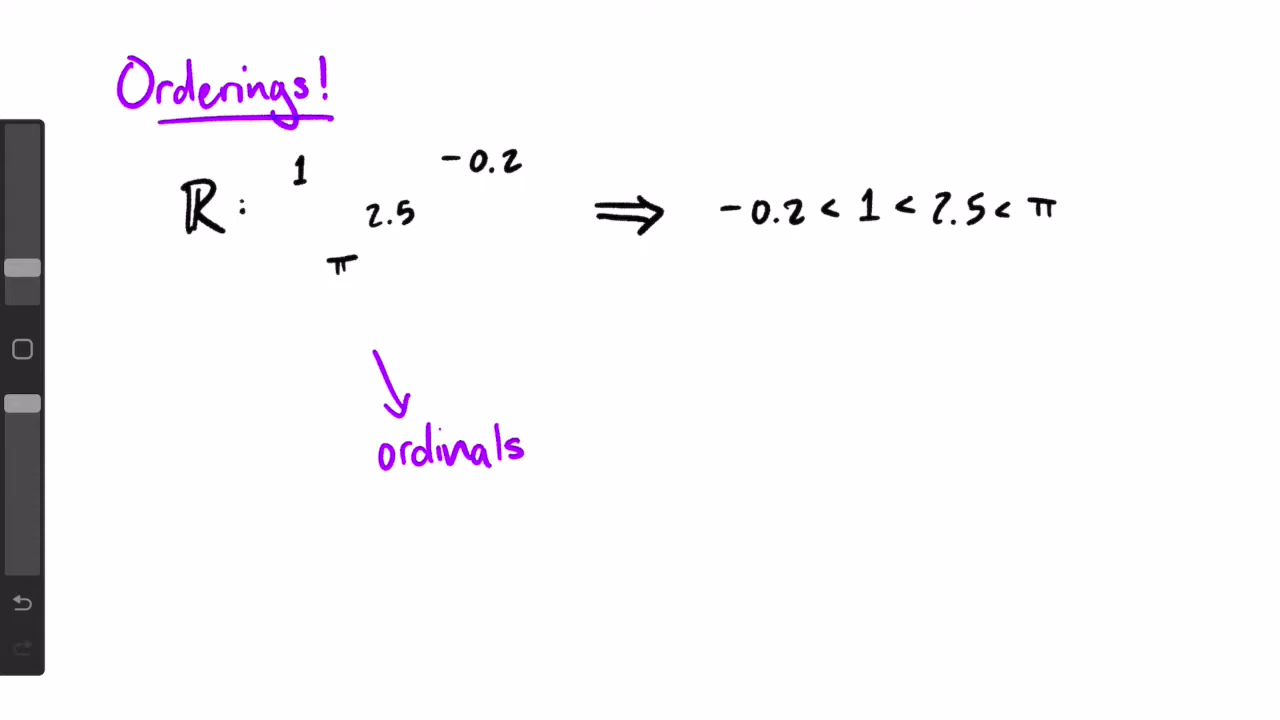 Orderings!
ℝ: 1 2.5 π -0.2 ⇒ -0.2 < 1 < 2.5 < π
ordinals